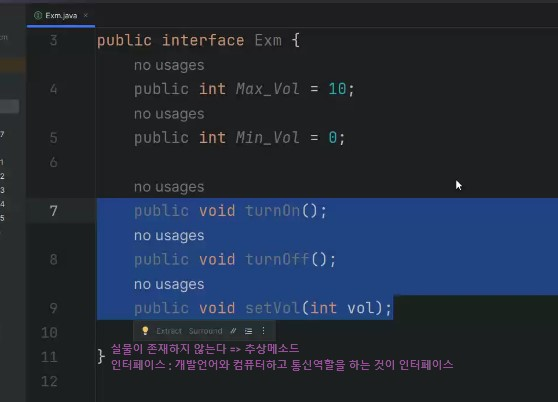 Exm.java
3 public interface Exm {
no usages
4 public int Max_Vol = 10;
no usages
5 public int Min_Vol = 0;
6
no usages
7 public void turnOn();
no usages
8 public void turnOff();
no usages
9 public void setVol(int vol);
10 Extract Surround //
11 } 실물이 존재하지 않는다 => 추상메소드
인터페이스 ; 개발언어와 컴퓨터하고 통신역할을 하는 것이 인터페이스
12